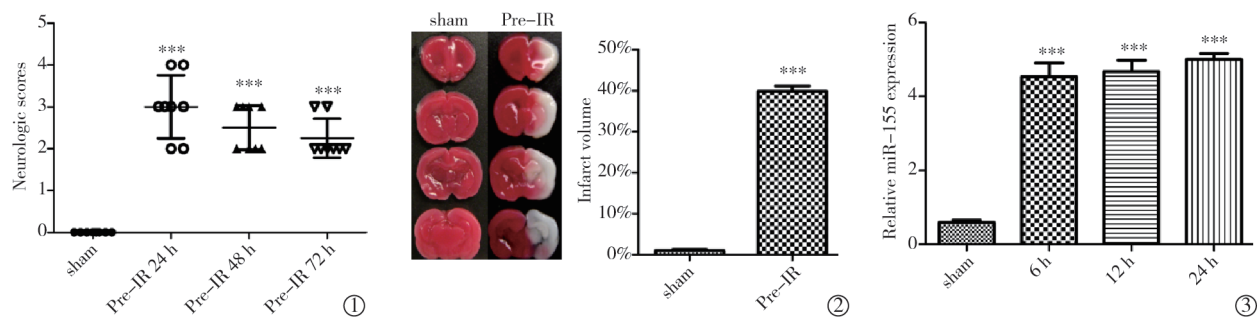 5
4
3
2
1
0
Neurologic scores
***
***
***
sham
Pre-IR 24 h
Pre-IR 48 h
Pre-IR 72 h
①
sham Pre-IR
50%
40%
30%
20%
10%
0%
Infarct volume
***
sham
Pre-IR
②
6
4
2
0
Relative miR-155 expression
***
***
***
sham
6 h
12 h
24 h
③